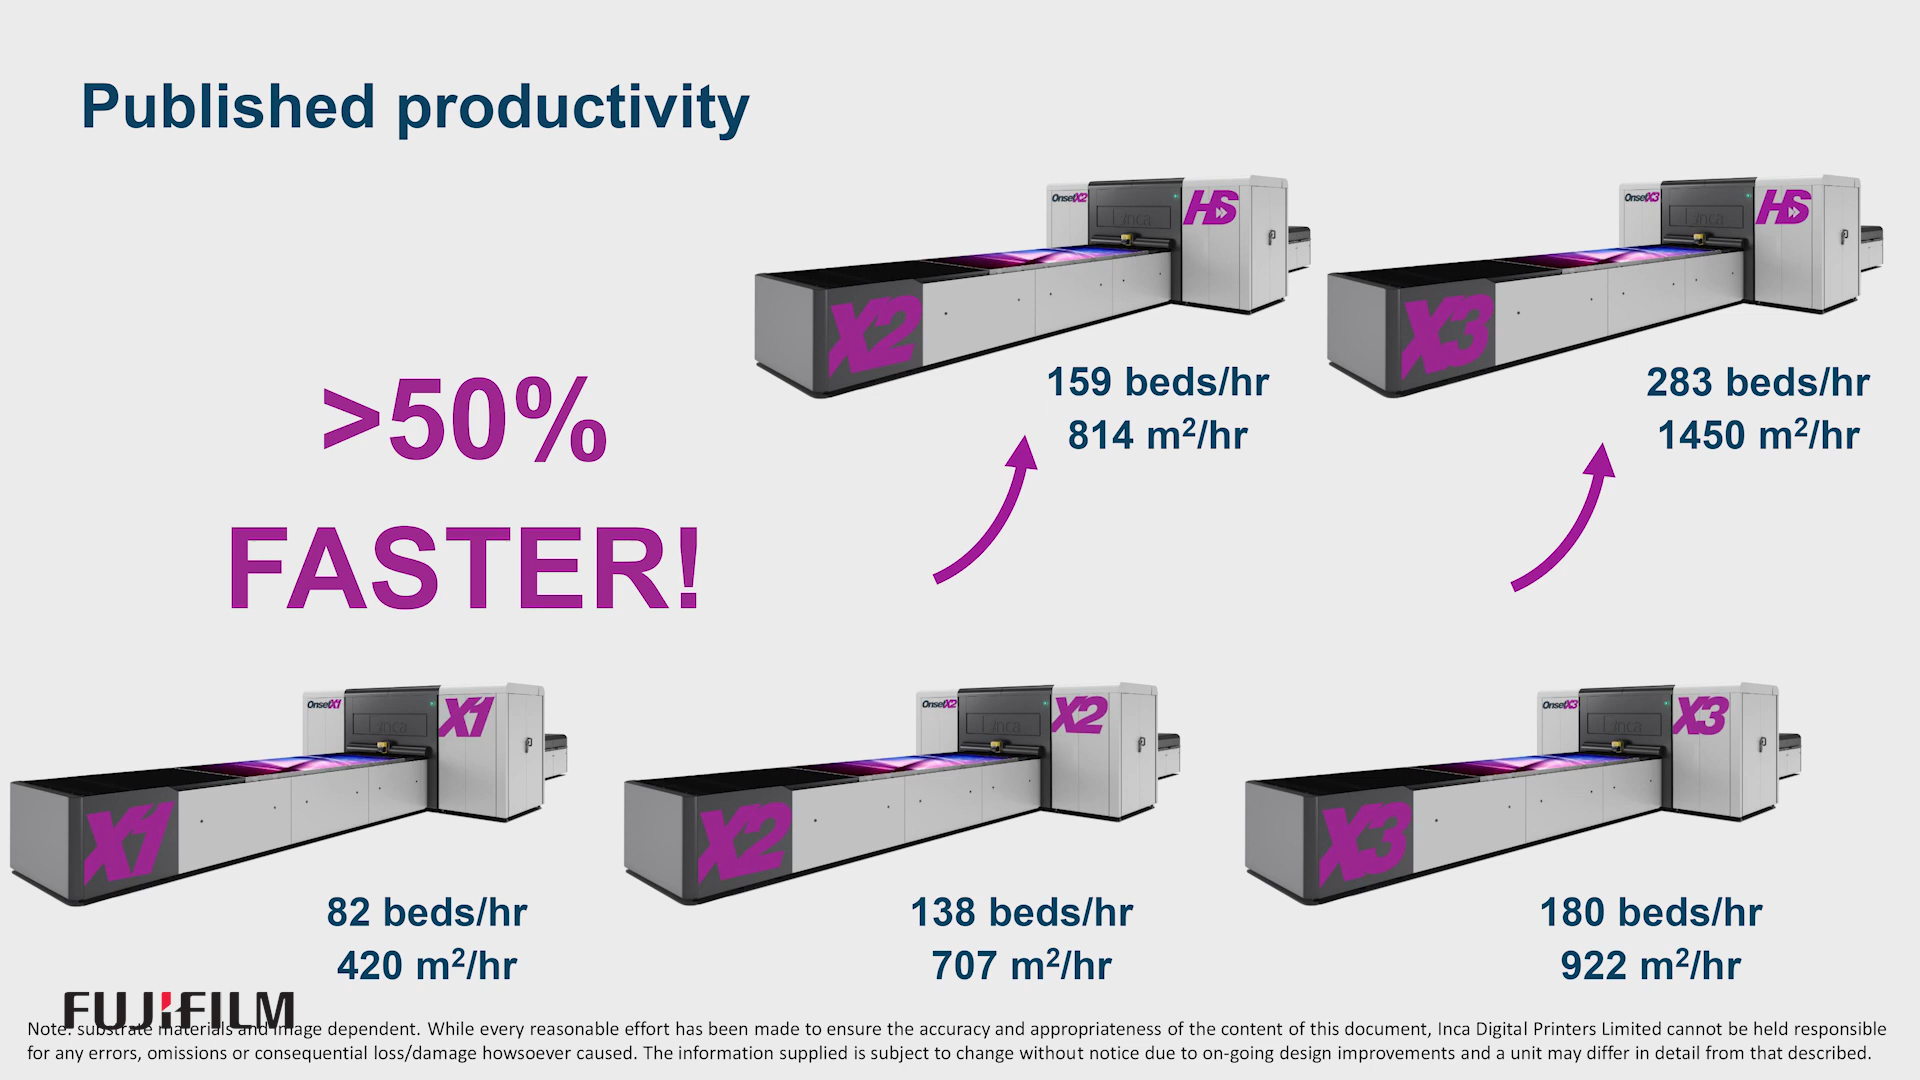 Published productivity
OnsetX2
HS
Inca
X2
159 beds/hr
814 m²/hr
OnsetX3
HS
Inca
X3
283 beds/hr
1450 m²/hr
>50%
FASTER!
OnsetX1
X1
Inca
X1
82 beds/hr
420 m²/hr
OnsetX2
X2
Inca
X2
138 beds/hr
707 m²/hr
OnsetX3
X3
Inca
X3
180 beds/hr
922 m²/hr
FUJIFILM
Note: substrate materials and image dependent. While every reasonable effort has been made to ensure the accuracy and appropriateness of the content of this document, Inca Digital Printers Limited cannot be held responsible
for any errors, omissions or consequential loss/damage howsoever caused. The information supplied is subject to change without notice due to on-going design improvements and a unit may differ in detail from that described.